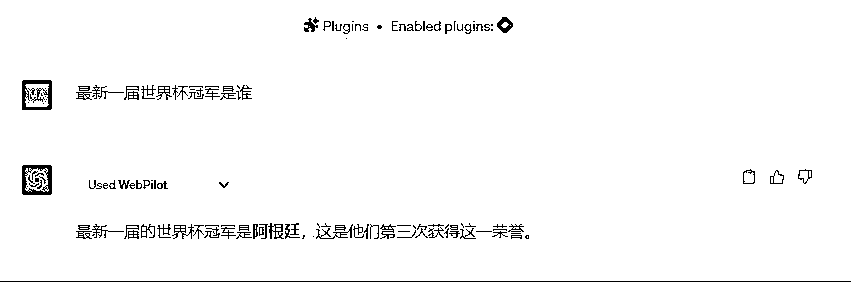 Plugins • Enabled plugins:
最新一届世界杯冠军是谁
Used WebPilot
最新一届的世界杯冠军是阿根廷，这是他们第三次获得这一荣誉。